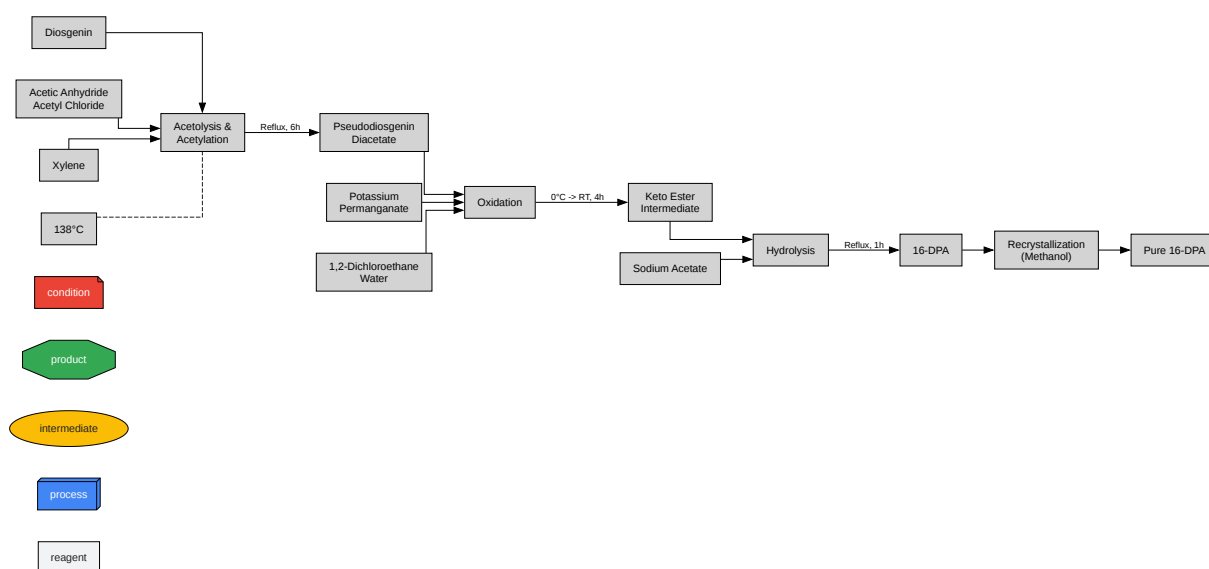 Diosgenin
Acetic Anhydride
Acetyl Chloride
Xylene
138°C
Acetolysis &
Acetylation
Reflux, 6h
Pseudodiosgenin
Diacetate
Potassium
Permanganate
1,2-Dichloroethane
Water
Oxidation
0°C -> RT, 4h
Keto Ester
Intermediate
Sodium Acetate
Hydrolysis
Reflux, 1h
16-DPA
Recrystallization
(Methanol)
Pure 16-DPA
condition
product
intermediate
process
reagent